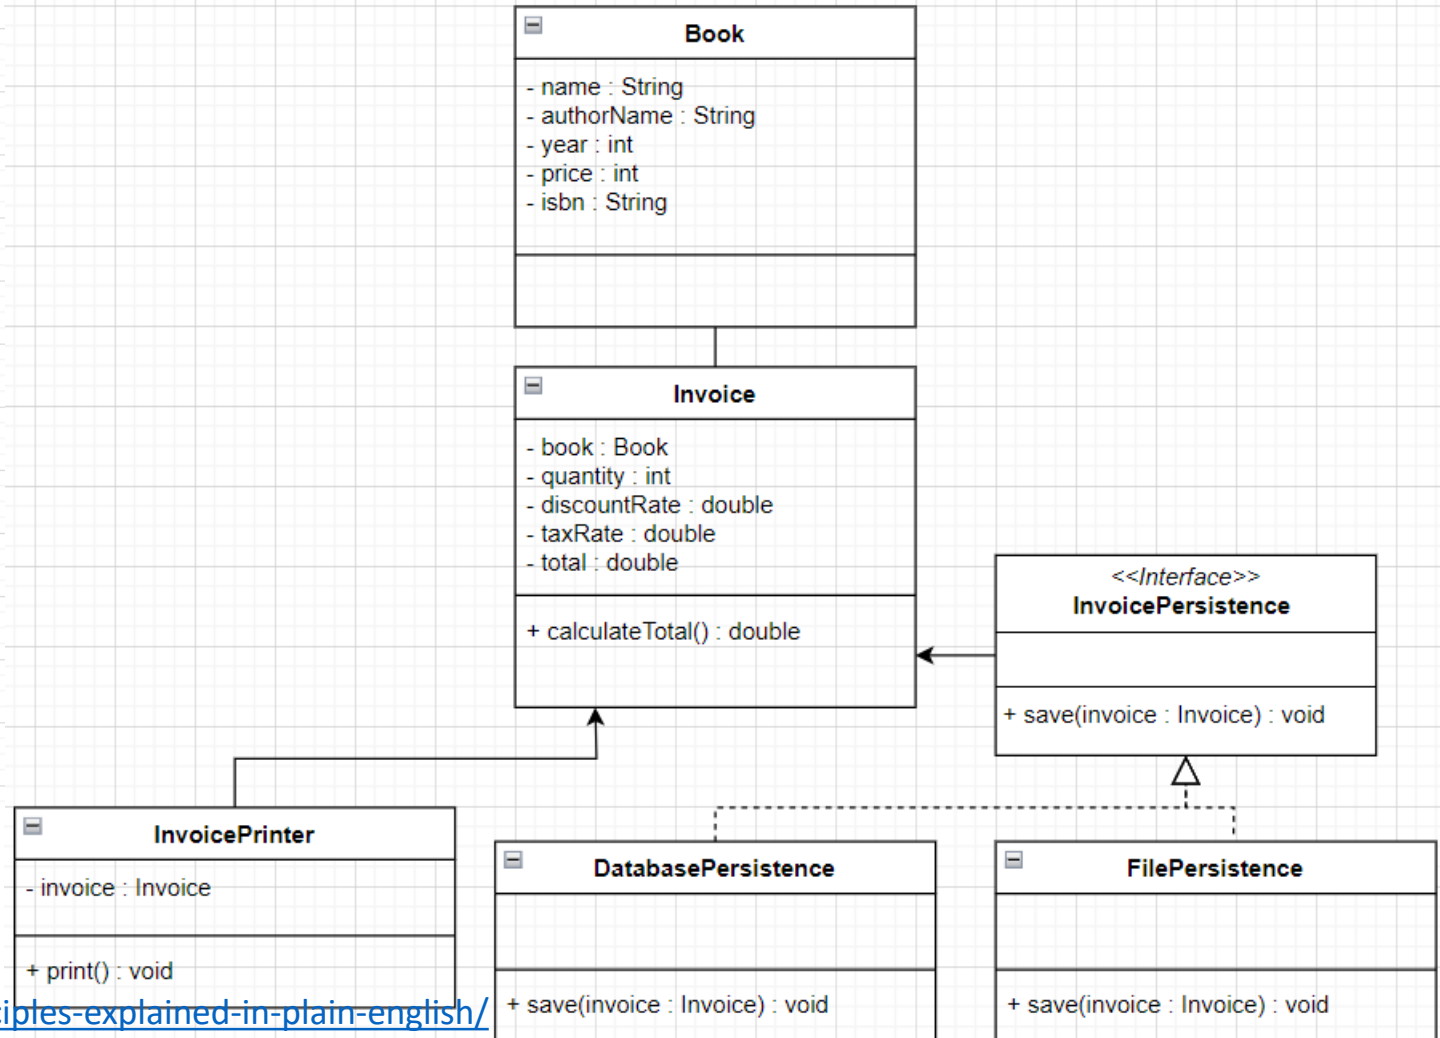 Book
- name : String
- authorName : String
- year : int
- price : int
- isbn : String
Invoice
- book : Book
- quantity : int
- discountRate : double
- taxRate : double
- total : double
+ calculateTotal() : double
<<Interface>>
InvoicePersistence
+ save(invoice : Invoice) : void
InvoicePrinter
- invoice : Invoice
+ print() : void
DatabasePersistence
+ save(invoice : Invoice) : void
FilePersistence
+ save(invoice : Invoice) : void
ciples-explained-in-plain-english/